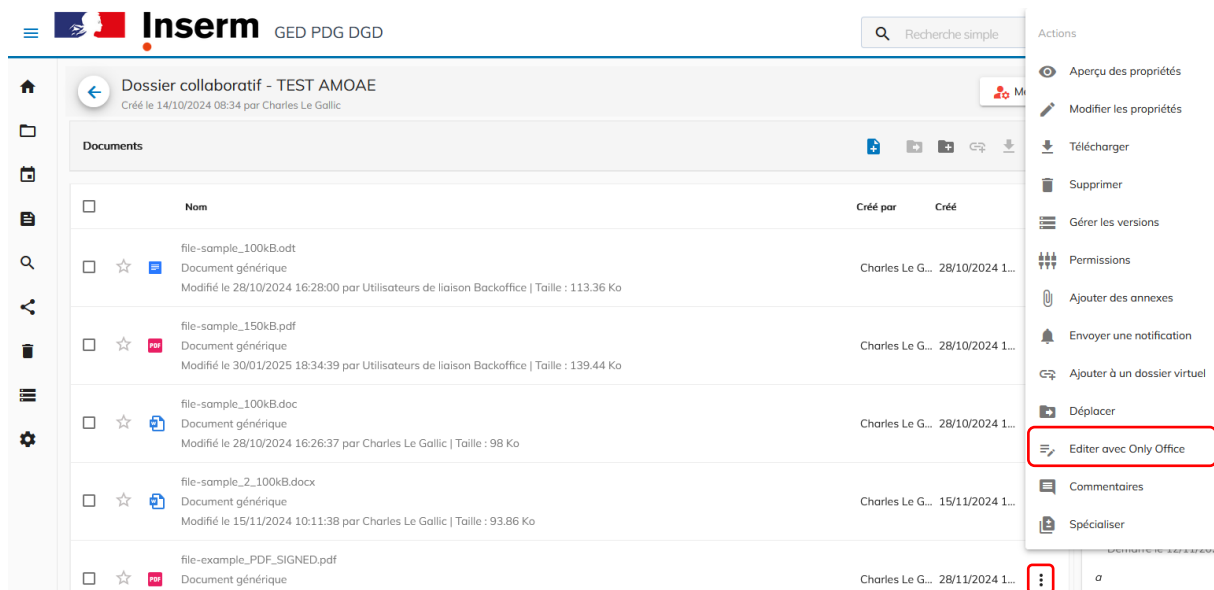 Inserm GED PDG DGD
Recherche simple
Dossier collaboratif - TEST AMOAE
Créé le 14/10/2024 08:34 par Charles Le Gallic
Documents
Nom Créé par Créé
file-sample_100kB.odt
Document générique Charles Le G... 28/10/2024 1...
Modifié le 28/10/2024 16:28:00 par Utilisateurs de liaison Backoffice | Taille : 113.36 Ko
file-sample_150kB.pdf
PDF Document générique Charles Le G... 28/10/2024 1...
Modifié le 30/01/2025 18:34:39 par Utilisateurs de liaison Backoffice | Taille : 139.44 Ko
file-sample_100kB.doc
Document générique Charles Le G... 28/10/2024 1...
Modifié le 28/10/2024 16:26:37 par Charles Le Gallic | Taille : 98 Ko
file-sample_2_100kB.docx
Document générique Charles Le G... 15/11/2024 1...
Modifié le 15/11/2024 10:11:38 par Charles Le Gallic | Taille : 93.86 Ko
file-example_PDF_SIGNED.pdf
PDF Document générique Charles Le G... 28/11/2024 1...
Actions
Aperçu des propriétés
Modifier les propriétés
Télécharger
Supprimer
Gérer les versions
Permissions
Ajouter des annexes
Envoyer une notification
Ajouter à un dossier virtuel
Déplacer
Editer avec Only Office
Commentaires
Spécialiser
a